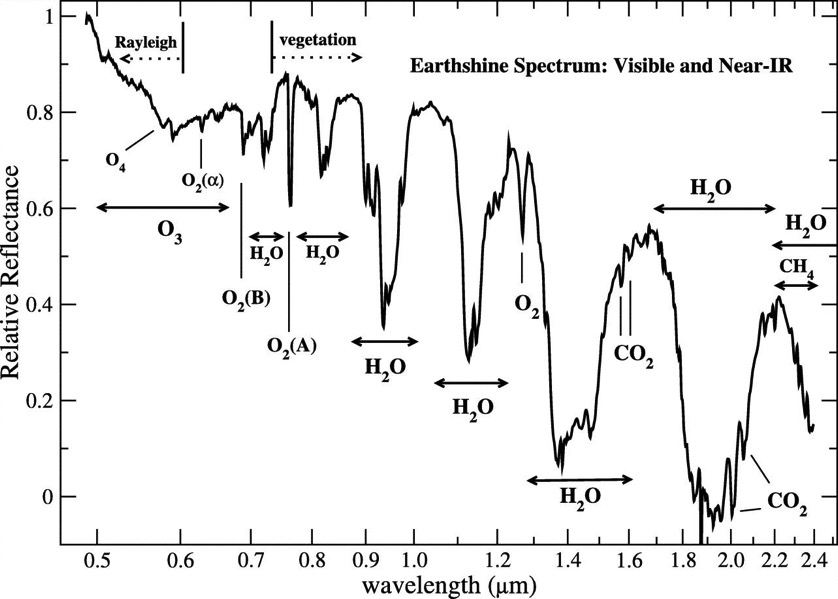 Earthshine Spectrum: Visible and Near-IR
Rayleigh
vegetation
O₄
O₂(α)
O₃
O₂(B)
H₂O
O₂(A)
H₂O
H₂O
H₂O
O₂
H₂O
CO₂
H₂O
H₂O
CH₄
CO₂
Relative Reflectance
1
0.8
0.6
0.4
0.2
0
0.5 0.6 0.7 0.8 0.9 1.0 1.2 1.4 1.6 1.8 2.0 2.2 2.4
wavelength (μm)